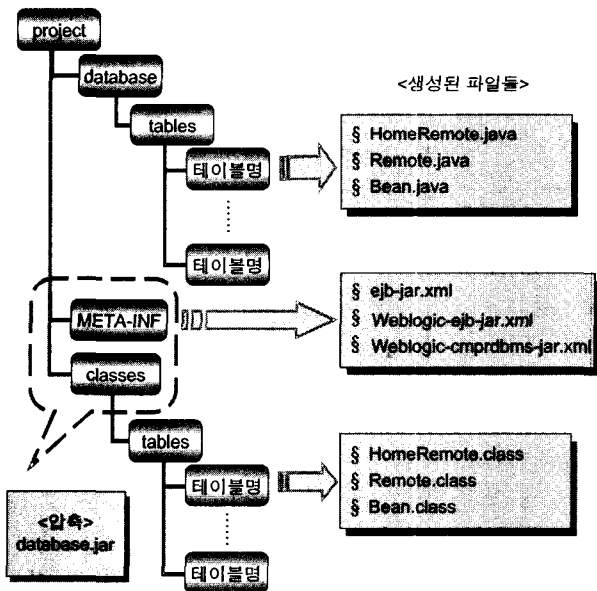 project
database
<생성된 파일들>
tables
테이블명
§ HomeRemote.java
§ Remote.java
§ Bean.java
테이블명
META-INF
§ ejb-jar.xml
§ Weblogic-ejb-jar.xml
§ Weblogic-cmprdbms-jar.xml
classes
tables
테이블명
§ HomeRemote.class
§ Remote.class
§ Bean.class
<압축>
database.jar
테이블명